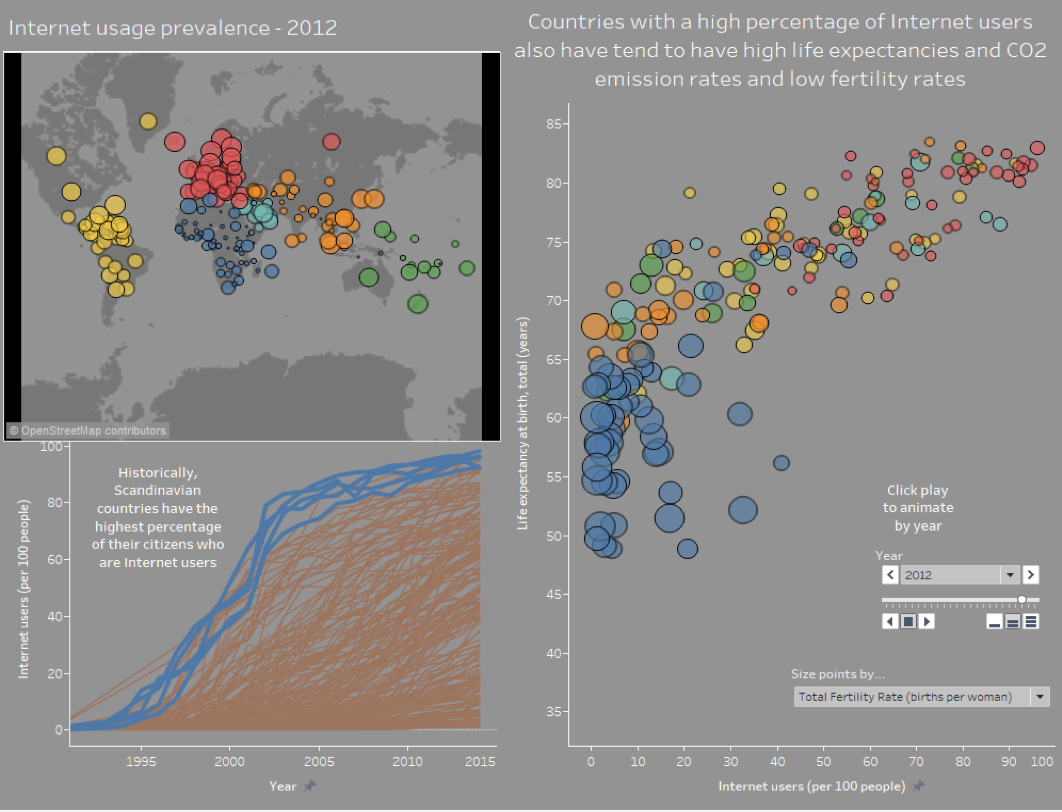 Internet usage prevalence - 2012
© OpenStreetMap contributors
Countries with a high percentage of Internet users
also have tend to have high life expectancies and CO2
emission rates and low fertility rates
Historically,
Scandinavian
countries have the
highest percentage
of their citizens who
are Internet users
Internet users (per 100 people)
100
80
60
40
20
0
1995
2000
2005
2010
2015
Year
Life expectancy at birth, total (years)
85
80
75
70
65
60
55
50
45
40
35
0
10
20
30
40
50
60
70
80
90
100
Internet users (per 100 people)
Click play
to animate
by year
Year
2012
Size points by...
Total Fertility Rate (births per woman)